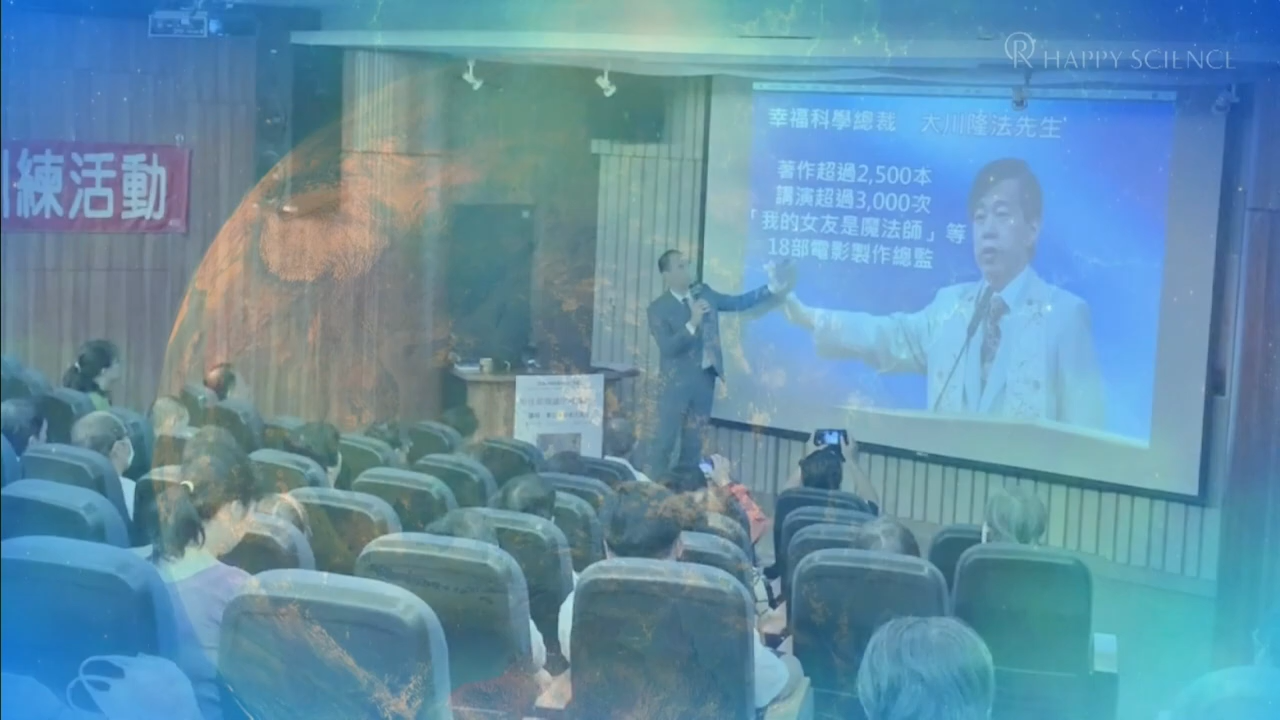 HAPPY SCIENCE
幸福科學總裁 大川隆法先生
著作超過2,500本
講演超過3,000次
「我的女友是魔法師」等
18部電影製作總監
訓練活動